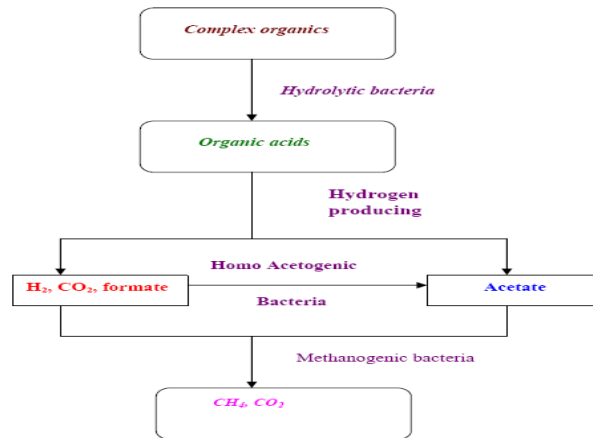 Complex organics
Hydrolytic bacteria
Organic acids
Hydrogen
producing
Homo Acetogenic
H₂, CO₂, formate
Acetate
Bacteria
Methanogenic bacteria
CH₄, CO₂